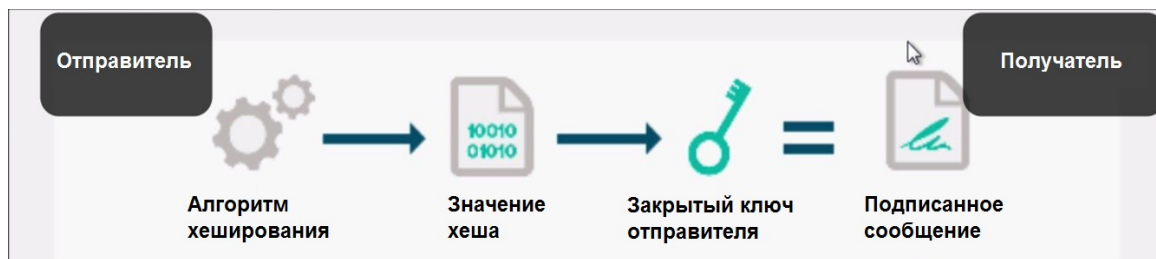 Отправитель
Получатель
10010
01010
Алгоритм
хеширования
Значение
хеша
Закрытый ключ
отправителя
Подписанное
сообщение